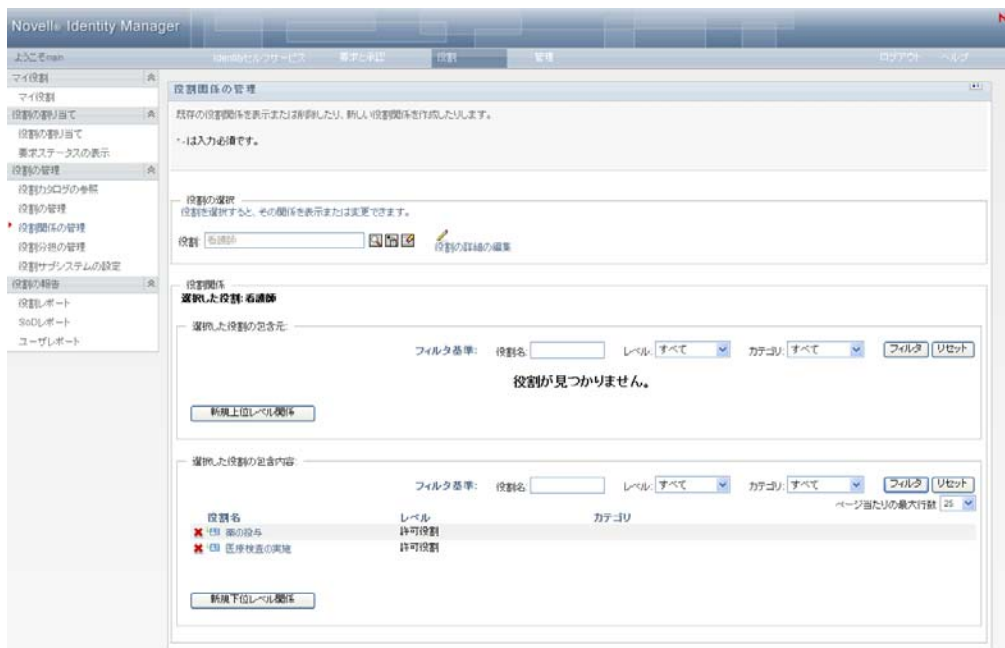 Novell® Identity Manager
N
ようこそmain
Identityセルフサービス 要求と承認 役割 管理 ログアウト ヘルプ
マイ役割
マイ役割
役割の割り当て
役割の割り当て
要求ステータスの表示
役割の管理
役割カタログの参照
役割の管理
役割関係の管理
役割分担の管理
役割サブシステムの設定
役割の報告
役割レポート
SoDレポート
ユーザレポート
役割関係の管理
既存の役割関係を表示または削除したり、新しい役割関係を作成したりします。
*-は入力必須です。
役割の選択
役割を選択すると、その関係を表示または変更できます。
役割: 看護師 役割の詳細の編集
役割関係
選択した役割: 看護師
選択した役割の包含元:
フィルタ基準: 役割名: レベル: すべて カテゴリ: すべて フィルタ リセット
役割が見つかりません。
新規上位レベル関係
選択した役割の包含内容:
フィルタ基準: 役割名: レベル: すべて カテゴリ: すべて フィルタ リセット
ページ当たりの最大行数 25
役割名 レベル カテゴリ
薬の投与 許可役割
医療検査の実施 許可役割
新規下位レベル関係